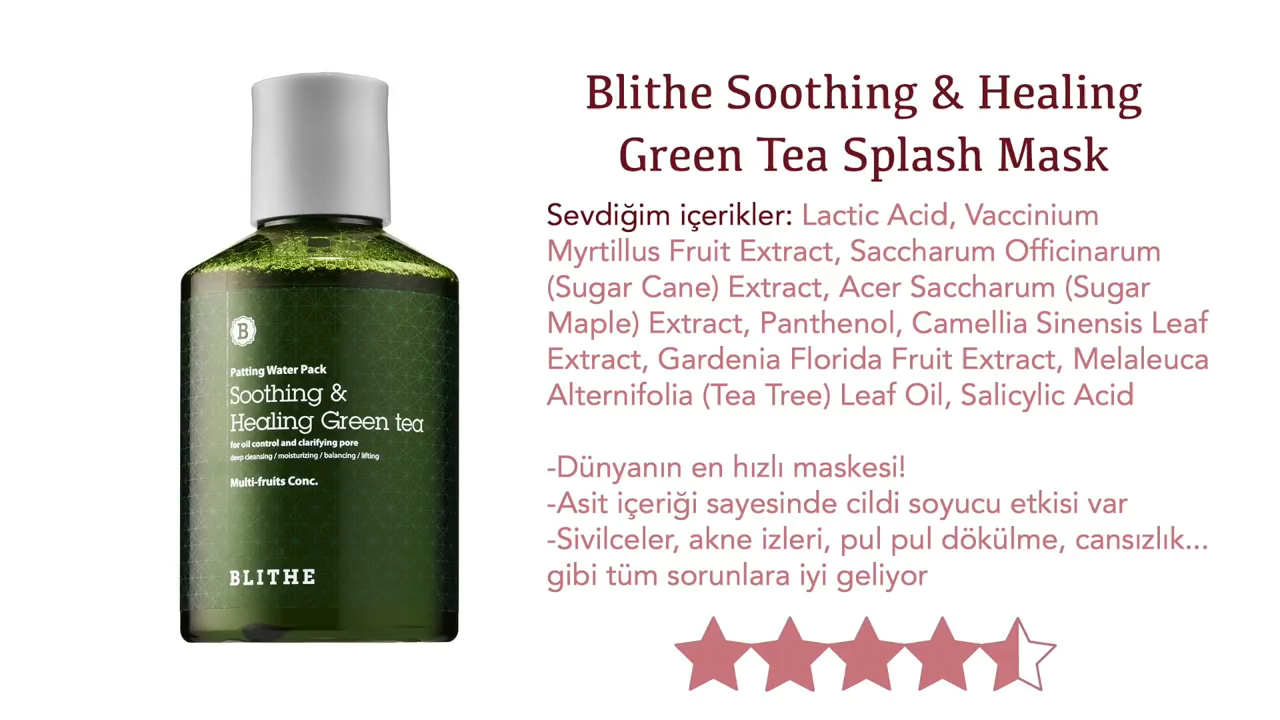 Blithe Soothing & Healing
Green Tea Splash Mask
Sevdiğim içerikler: Lactic Acid, Vaccinium
Myrtillus Fruit Extract, Saccharum Officinarum
(Sugar Cane) Extract, Acer Saccharum (Sugar
Maple) Extract, Panthenol, Camellia Sinensis Leaf
Extract, Gardenia Florida Fruit Extract, Melaleuca
Alternifolia (Tea Tree) Leaf Oil, Salicylic Acid
-Dünyanın en hızlı maskesi!
-Asit içeriği sayesinde cildi soyucu etkisi var
-Sivilceler, akne izleri, pul pul dökülme, cansızlık...
gibi tüm sorunlara iyi geliyor
B
Patting Water Pack
Soothing &
Healing Green tea
for oil control and clarifying pore
deep cleansing / moisturizing / balancing / lifting
Multi-fruits Conc.
BLITHE